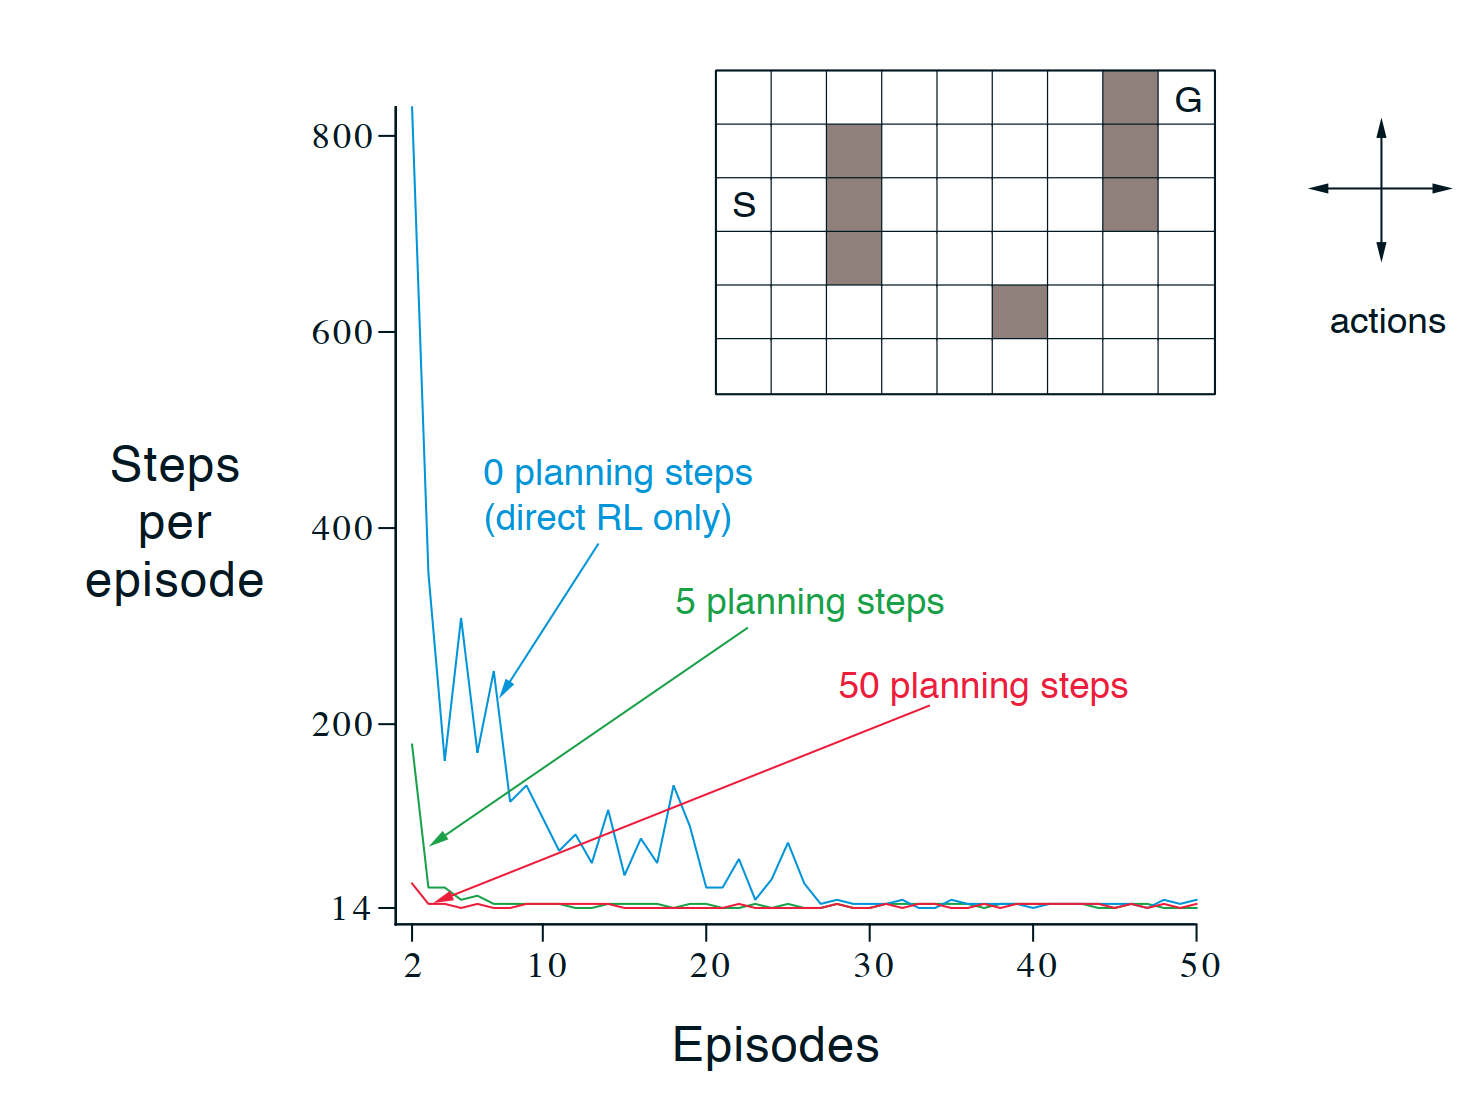 800
600
400
200
14
Steps
per
episode
G
S
actions
0 planning steps
(direct RL only)
5 planning steps
50 planning steps
2
10
20
30
40
50
Episodes